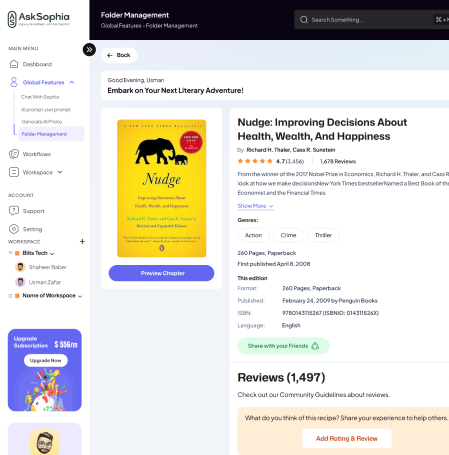 AskSophia
Folder Management
Global Features - Folder Management
Search Something...
MAIN MENU
Dashboard
Global Features
Chat With Sophia
AI prompt user prompt
Generate AI Photo
Folder Management
Workflows
Workspace
ACCOUNT
Support
Setting
WORKSPACE +
Blits Tech
Shaheer Baber
Usman Zafar
Name of Workspace
Upgrade
Subscription
$ 556/m
Upgrade Now
Back
Good Evening, Usman
Embark on Your Next Literary Adventure!
Nudge
Improving Decisions About
Health, Wealth, and Happiness
Richard H. Thaler and Cass R. Sunstein
Revised and Expanded Edition
Preview Chapter
Nudge: Improving Decisions About
Health, Wealth, And Happiness
By: Richard H. Thaler, Cass R. Sunstein
4.7 (3,456) 1,678 Reviews
From the winner of the 2017 Nobel Prize in Economics, Richard H. Thaler, and Cass R
look at how we make decisionsNew York Times bestsellerNamed a Best Book of the
Economist and the Financial Times
Show More
Genres:
Action Crime Thriller
260 Pages, Paperback
First published April 8, 2008
This edition
Format: 260 Pages, Paperback
Published: February 24, 2009 by Penguin Books
ISBN: 9780143115267 (ISBN10: 014311526X)
Language: English
Share with your Friends
Reviews (1,497)
Check out our Community Guidelines about reviews.
What do you think of this recipe? Share your experience to help others.
Add Rating & Review